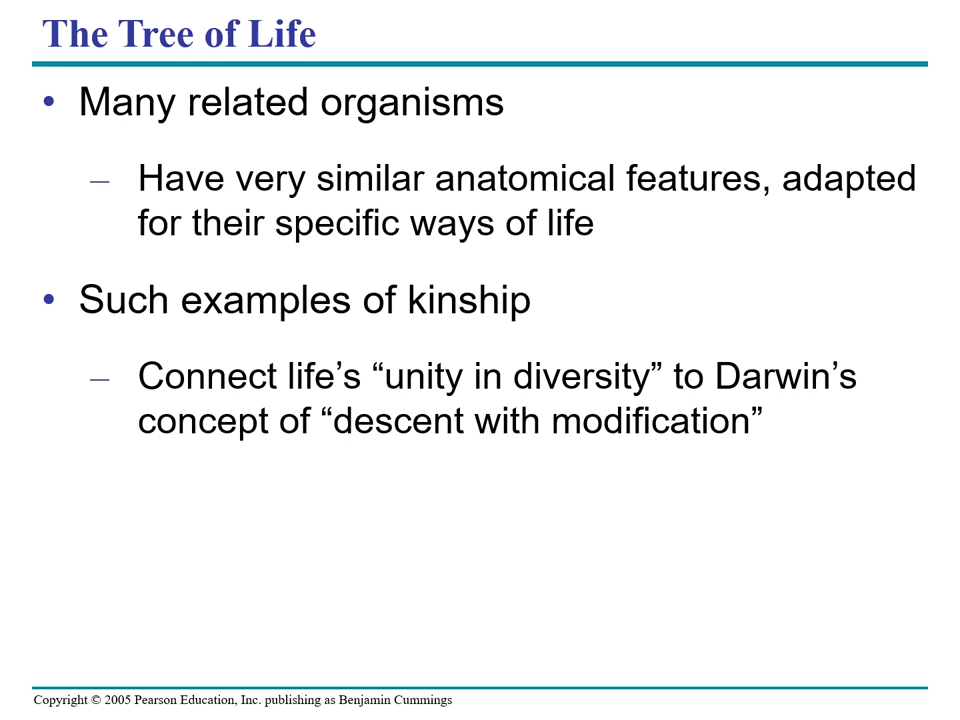 The Tree of Life
• Many related organisms
– Have very similar anatomical features, adapted
for their specific ways of life
• Such examples of kinship
– Connect life’s “unity in diversity” to Darwin’s
concept of “descent with modification”
Copyright © 2005 Pearson Education, Inc. publishing as Benjamin Cummings